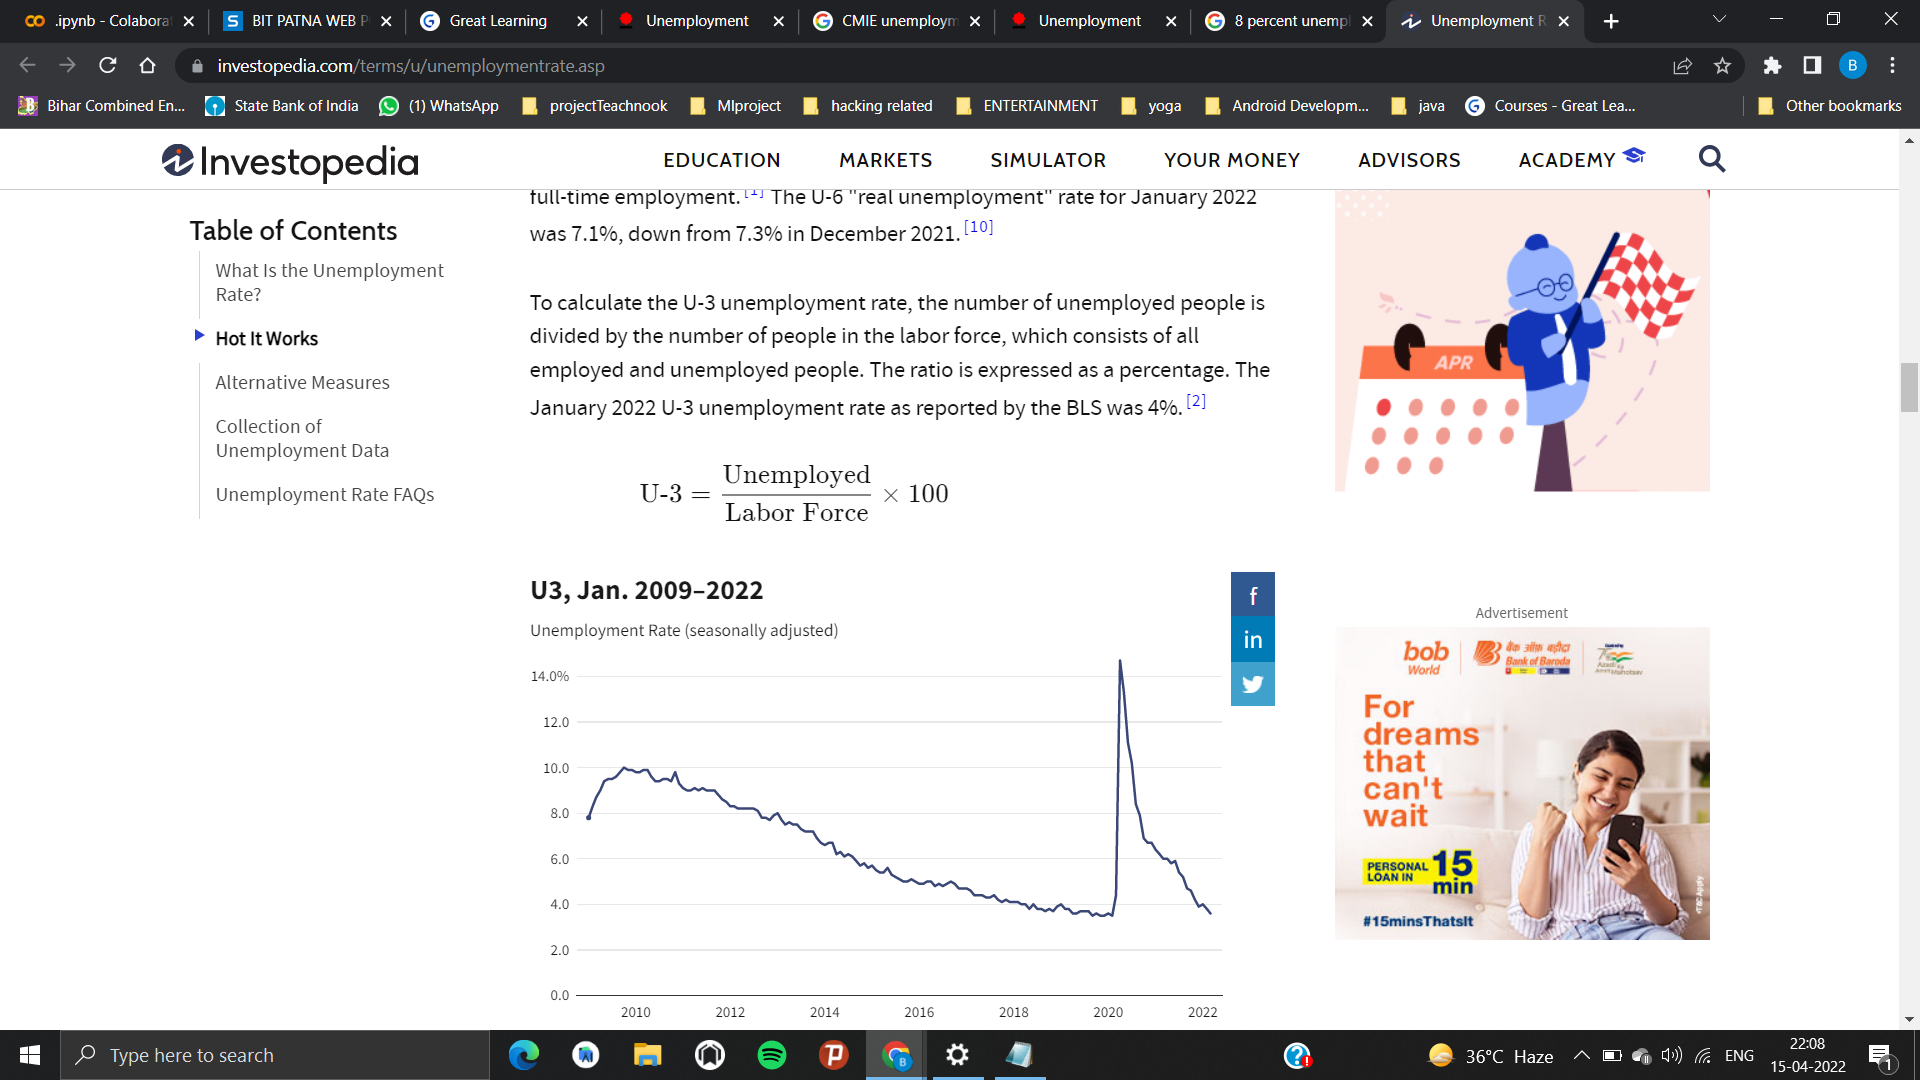 .ipynb - Colabora
BIT PATNA WEB P
Great Learning
Unemployment
CMIE unemploym
Unemployment
8 percent unempl
Unemployment R
investopedia.com/terms/u/unemploymentrate.asp
B
Bihar Combined En...
State Bank of India
(1) WhatsApp
projectTeachnook
MIproject
hacking related
ENTERTAINMENT
yoga
Android Developm...
java
Courses - Great Lea...
Other bookmarks
Investopedia
EDUCATION
MARKETS
SIMULATOR
YOUR MONEY
ADVISORS
ACADEMY
Table of Contents
What Is the Unemployment
Rate?
Hot It Works
Alternative Measures
Collection of
Unemployment Data
Unemployment Rate FAQs
full-time employment. [1] The U-6 "real unemployment" rate for January 2022
was 7.1%, down from 7.3% in December 2021. [10]
To calculate the U-3 unemployment rate, the number of unemployed people is
divided by the number of people in the labor force, which consists of all
employed and unemployed people. The ratio is expressed as a percentage. The
January 2022 U-3 unemployment rate as reported by the BLS was 4%. [2]
U-3 = Unemployed / Labor Force × 100
U3, Jan. 2009–2022
Unemployment Rate (seasonally adjusted)
14.0%
12.0
10.0
8.0
6.0
4.0
2.0
0.0
2010 2012 2014 2016 2018 2020 2022
f
in
APR
Advertisement
bob
World
बैंक ऑफ़ बड़ौदा
Bank of Baroda
For
dreams
that
can't
wait
PERSONAL
LOAN IN
15
min
#15minsThatsIt
*T&C Apply
Type here to search
B
36°C Haze
ENG
22:08
15-04-2022
1